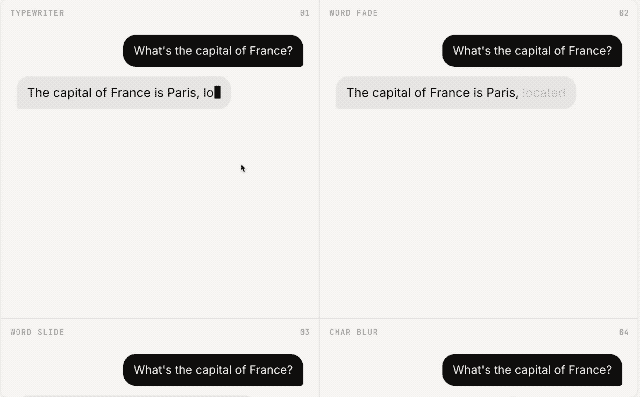 TYPEWRITER 01
What's the capital of France?
The capital of France is Paris, lo
WORD FADE 02
What's the capital of France?
The capital of France is Paris, located
WORD SLIDE 03
What's the capital of France?
CHAR BLUR 04
What's the capital of France?